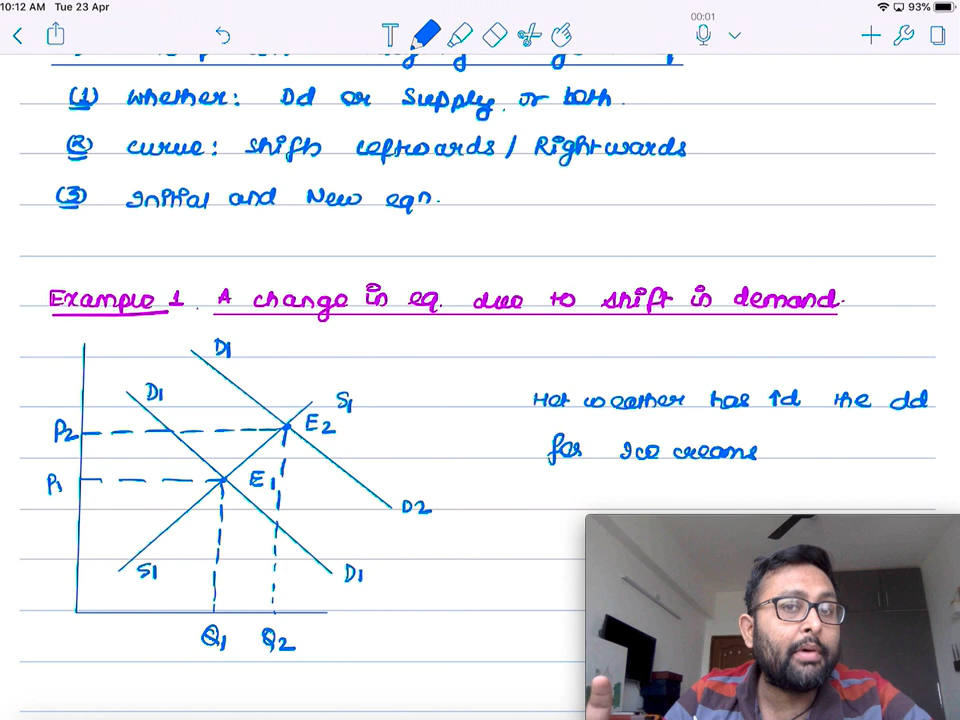 10:12 AM Tue 23 Apr
00:01
93%
(1) Whether: Dd or Supply, or both.
(2) curve: shifts leftwards / Rightwards
(3) Initial and New eqn.
Example 1. A change in eq. due to shift in demand.
D1
D1
S1
Hot weather has ↑d the dd
P2
E2
for Ice creams
P1
E1
D2
S1
D1
Q1 Q2